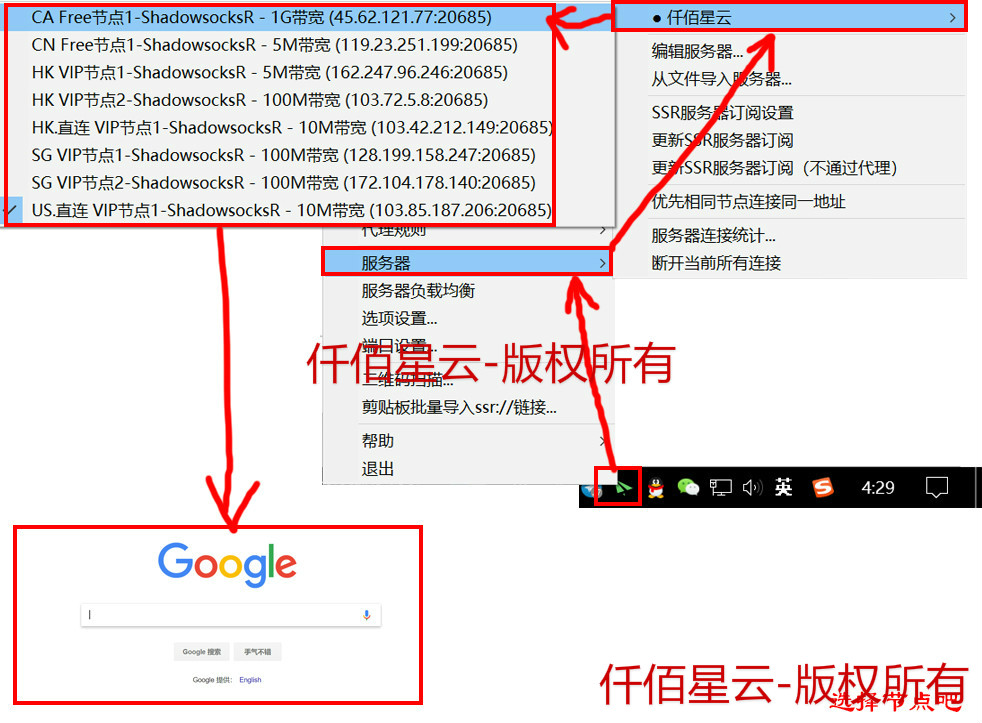 CA Free节点1-ShadowsocksR - 1G带宽 (45.62.121.77:20685)
CN Free节点1-ShadowsocksR - 5M带宽 (119.23.251.199:20685)
HK VIP节点1-ShadowsocksR - 5M带宽 (162.247.96.246:20685)
HK VIP节点2-ShadowsocksR - 100M带宽 (103.72.5.8:20685)
HK.直连 VIP节点1-ShadowsocksR - 10M带宽 (103.42.212.149:20685)
SG VIP节点1-ShadowsocksR - 100M带宽 (128.199.158.247:20685)
SG VIP节点2-ShadowsocksR - 100M带宽 (172.104.178.140:20685)
US.直连 VIP节点1-ShadowsocksR - 10M带宽 (103.85.187.206:20685)
仟佰星云
编辑服务器...
从文件导入服务器...
SSR服务器订阅设置
更新SSR服务器订阅
更新SSR服务器订阅（不通过代理）
优先相同节点连接同一地址
服务器连接统计...
断开当前所有连接
代理规则
服务器
服务器负载均衡
选项设置...
端口设置...
仟佰星云-版权所有
二维码扫描...
剪贴板批量导入ssr://链接...
帮助
退出
英
4:29
Google
Google 搜索
手气不错
Google 提供： English
仟佰星云-版权所有
选择节点吧